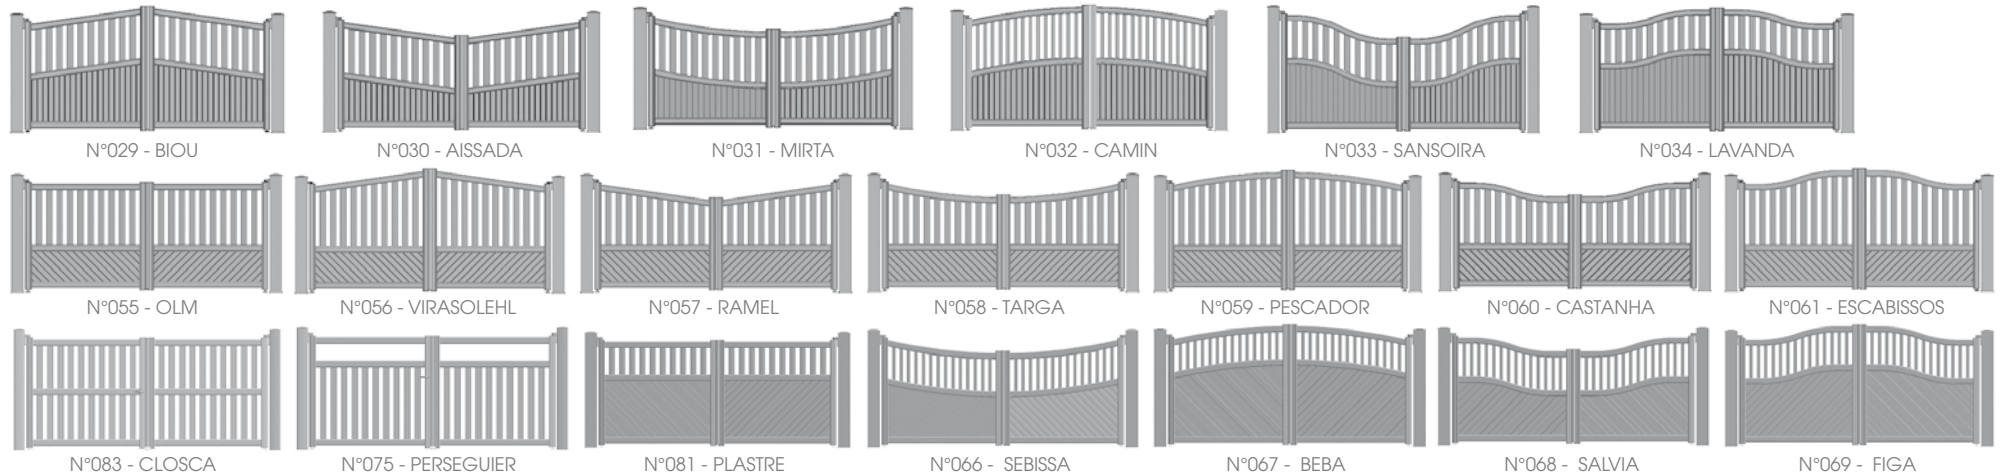 N°029 - BIOU
N°030 - AISSADA
N°031 - MIRTA
N°032 - CAMIN
N°033 - SANSOIRA
N°034 - LAVANDA
N°055 - OLM
N°056 - VIRASOLEHL
N°057 - RAMEL
N°058 - TARGA
N°059 - PESCADOR
N°060 - CASTANHA
N°061 - ESCABISSOS
N°083 - CLOSCA
N°075 - PERSEGUIER
N°081 - PLASTRE
N°066 - SEBISSA
N°067 - BEBA
N°068 - SALVIA
N°069 - FIGA